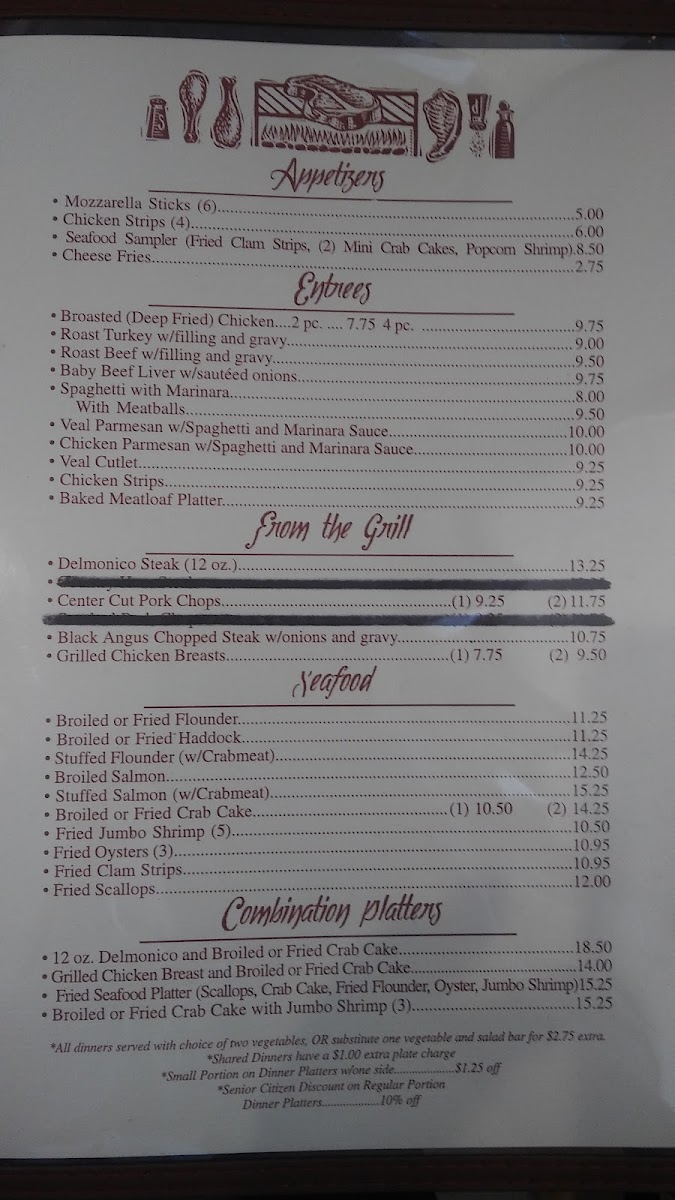 Appetizers
• Mozzarella Sticks (6)..........5.00
• Chicken Strips (4)..........6.00
• Seafood Sampler (Fried Clam Strips, (2) Mini Crab Cakes, Popcorn Shrimp).8.50
• Cheese Fries..........2.75
Entrees
• Broasted (Deep Fried) Chicken....2 pc. .... 7.75 4 pc. ..........9.75
• Roast Turkey w/filling and gravy..........9.00
• Roast Beef w/filling and gravy..........9.50
• Baby Beef Liver w/sautéed onions..........9.75
• Spaghetti with Marinara..........8.00
With Meatballs..........9.50
• Veal Parmesan w/Spaghetti and Marinara Sauce..........10.00
• Chicken Parmesan w/Spaghetti and Marinara Sauce..........10.00
• Veal Cutlet..........9.25
• Chicken Strips..........9.25
• Baked Meatloaf Platter..........9.25
From the Grill
• Delmonico Steak (12 oz.)..........13.25
• Center Cut Pork Chops..........(1) 9.25 (2) 11.75
• Black Angus Chopped Steak w/onions and gravy..........10.75
• Grilled Chicken Breasts..........(1) 7.75 (2) 9.50
Seafood
• Broiled or Fried Flounder..........11.25
• Broiled or Fried Haddock..........11.25
• Stuffed Flounder (w/Crabmeat)..........14.25
• Broiled Salmon..........12.50
• Stuffed Salmon (w/Crabmeat)..........15.25
• Broiled or Fried Crab Cake..........(1) 10.50 (2) 14.25
• Fried Jumbo Shrimp (5)..........10.50
• Fried Oysters (3)..........10.95
• Fried Clam Strips..........10.95
• Fried Scallops..........12.00
Combination Platters
• 12 oz. Delmonico and Broiled or Fried Crab Cake..........18.50
• Grilled Chicken Breast and Broiled or Fried Crab Cake..........14.00
• Fried Seafood Platter (Scallops, Crab Cake, Fried Flounder, Oyster, Jumbo Shrimp)15.25
• Broiled or Fried Crab Cake with Jumbo Shrimp (3)..........15.25
*All dinners served with choice of two vegetables, OR substitute one vegetable and salad bar for $2.75 extra.
*Shared Dinners have a $1.00 extra plate charge
*Small Portion on Dinner Platters w/one side..........$1.25 off
*Senior Citizen Discount on Regular Portion
Dinner Platters..........10% off